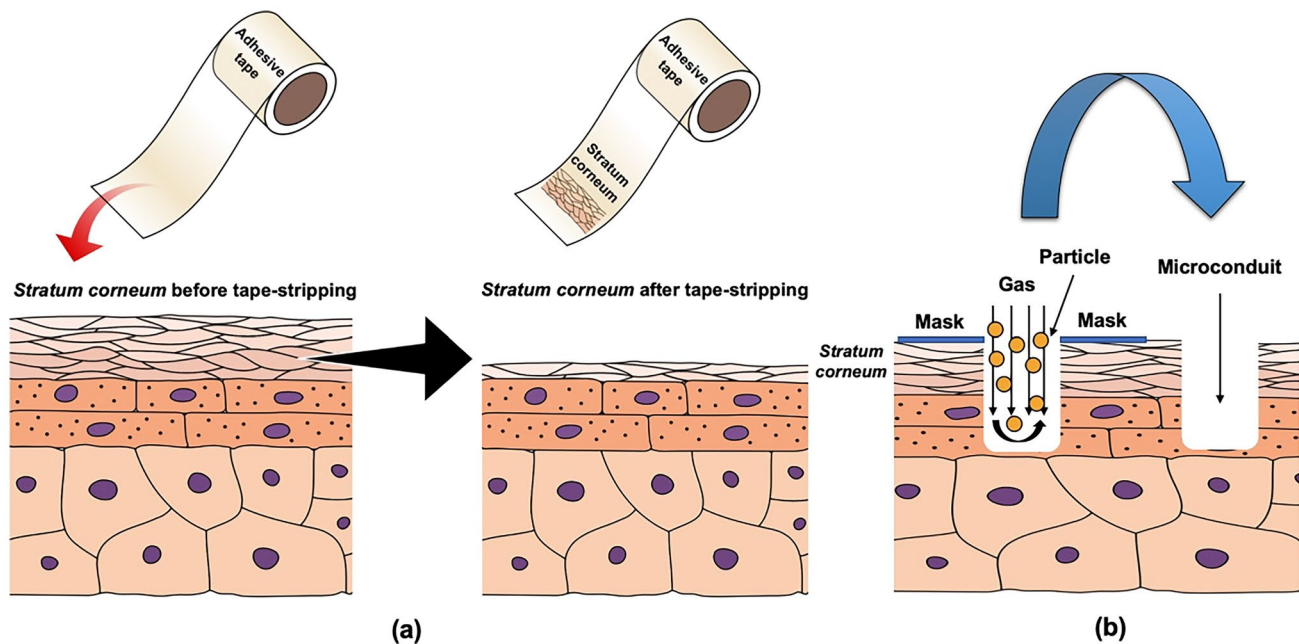 Adhesive
tape
Adhesive
tape
Stratum
corneum
Stratum corneum before tape-stripping
Stratum corneum after tape-stripping
Particle
Gas
Microconduit
Mask
Mask
Stratum
corneum
(a)
(b)